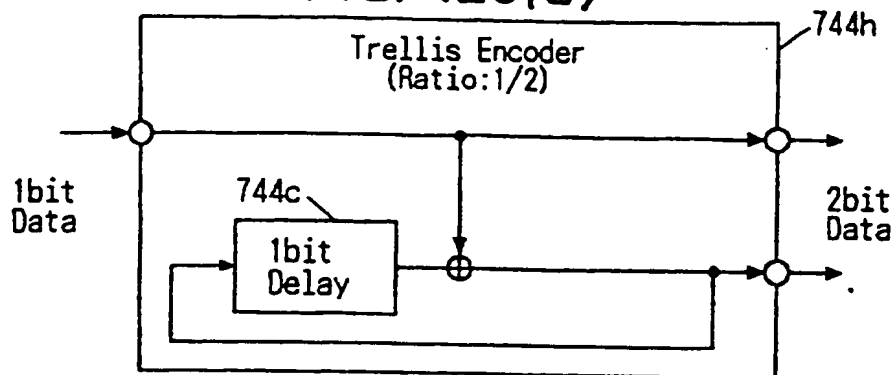 744h
Trellis Encoder
(Ratio:1/2)
1bit
Data
744c
1bit
Delay
2bit
Data